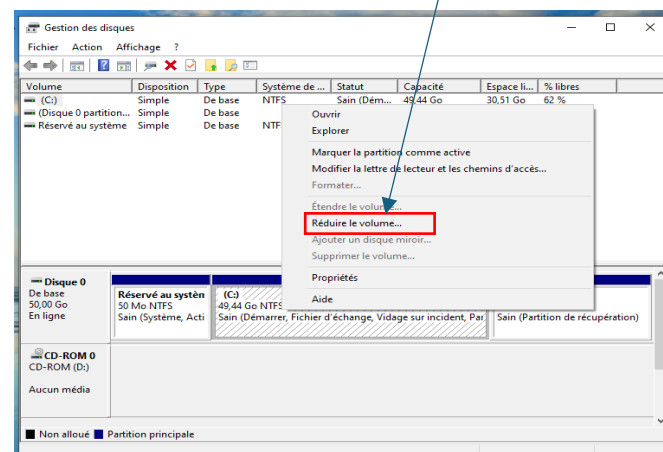 Gestion des disques
Fichier Action Affichage ?
Volume Disposition Type Système de ... Statut Capacité Espace li... % libres
(C:) Simple De base NTFS Sain (Dém... 49,44 Go 30,51 Go 62 %
(Disque 0 partition... Simple De base
Réservé au système Simple De base NTF
Ouvrir
Explorer
Marquer la partition comme active
Modifier la lettre de lecteur et les chemins d'accès...
Formater...
Étendre le volume...
Réduire le volume...
Ajouter un disque miroir...
Supprimer le volume...
Propriétés
Aide
Disque 0
De base
50,00 Go
En ligne
Réservé au systèn
50 Mo NTFS
Sain (Système, Acti
(C:)
49,44 Go NTFS
Sain (Démarrer, Fichier d'échange, Vidage sur incident, Par
Sain (Partition de récupération)
CD-ROM 0
CD-ROM (D:)
Aucun média
Non alloué Partition principale